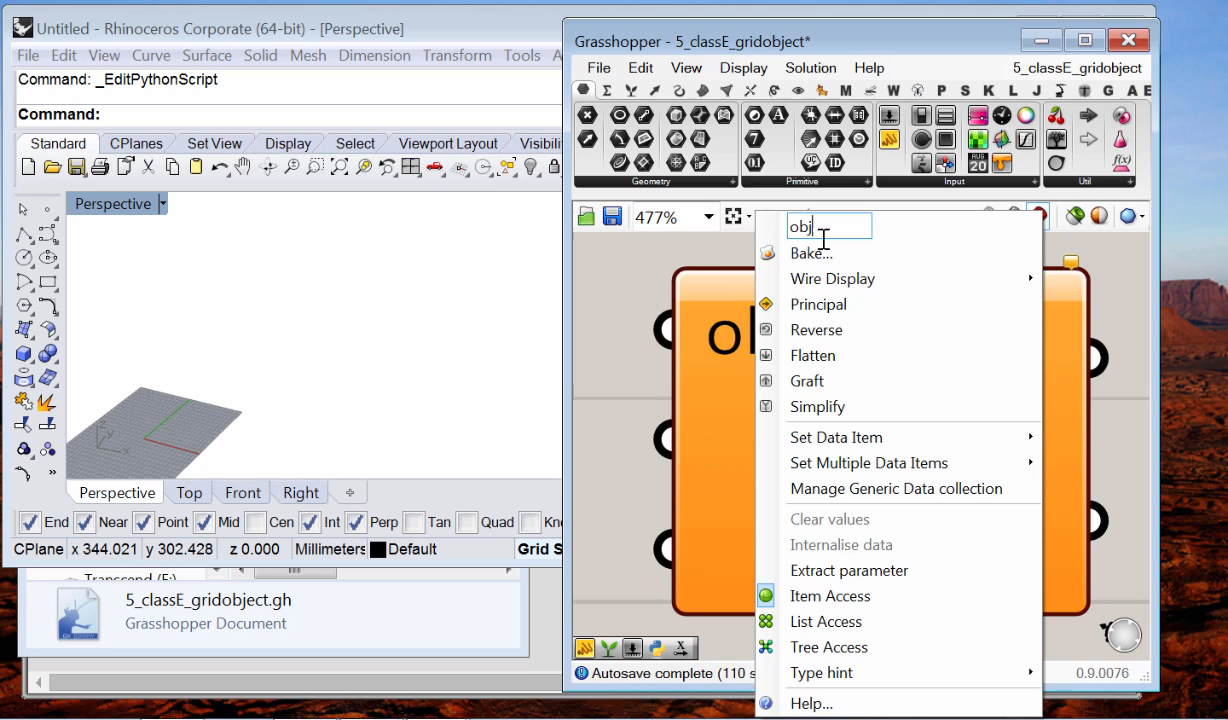 Untitled - Rhinoceros Corporate (64-bit) - [Perspective]
File Edit View Curve Surface Solid Mesh Dimension Transform Tools A
Command: _EditPythonScript
Command:
Standard CPlanes Set View Display Select Viewport Layout Visibili
Perspective
Perspective Top Front Right
End Near Point Mid Cen Int Perp Tan Quad Kno
CPlane x 344.021 y 302.428 z 0.000 Millimeters Default Grid S
Transcend (F:)
5_classE_gridobject.gh
Grasshopper Document
Grasshopper - 5_classE_gridobject*
File Edit View Display Solution Help 5_classE_gridobject
M W P S K L J G A E
Geometry Primitive Input Util
477%
obj
Bake...
Wire Display
Principal
Reverse
Flatten
Graft
Simplify
Set Data Item
Set Multiple Data Items
Manage Generic Data collection
Clear values
Internalise data
Extract parameter
Item Access
List Access
Tree Access
Type hint
Help...
Autosave complete (110 s
0.9.0076